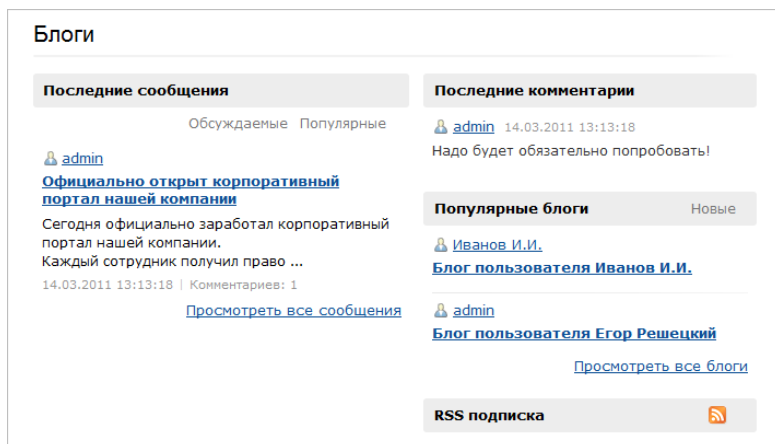 Блоги
Последние сообщения
Обсуждаемые Популярные
admin
Официально открыт корпоративный
портал нашей компании
Сегодня официально заработал корпоративный
портал нашей компании.
Каждый сотрудник получил право ...
14.03.2011 13:13:18 | Комментариев: 1
Просмотреть все сообщения
Последние комментарии
admin 14.03.2011 13:13:18
Надо будет обязательно попробовать!
Популярные блоги Новые
Иванов И.И.
Блог пользователя Иванов И.И.
admin
Блог пользователя Егор Решецкий
Просмотреть все блоги
RSS подписка